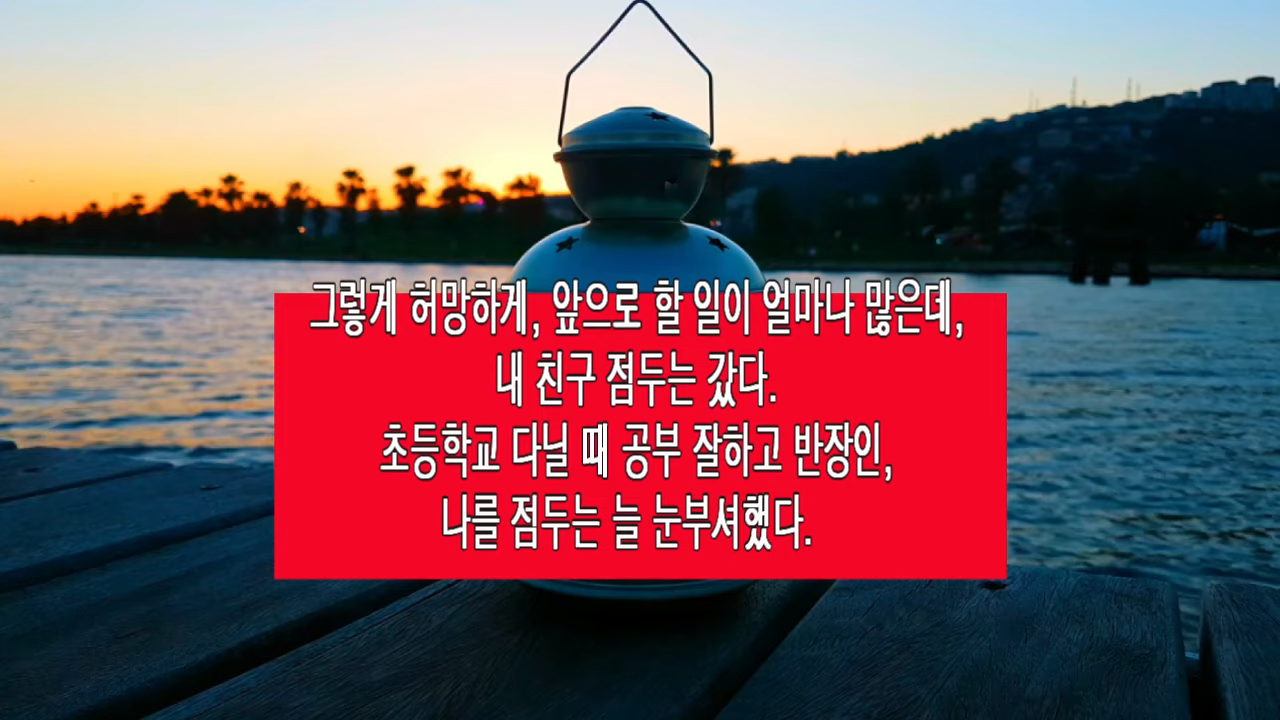 그렇게 허망하게, 앞으로 할 일이 얼마나 많은데,
내 친구 점두는 갔다.
초등학교 다닐 때 공부 잘하고 반장인,
나를 점두는 늘 눈부셔했다.